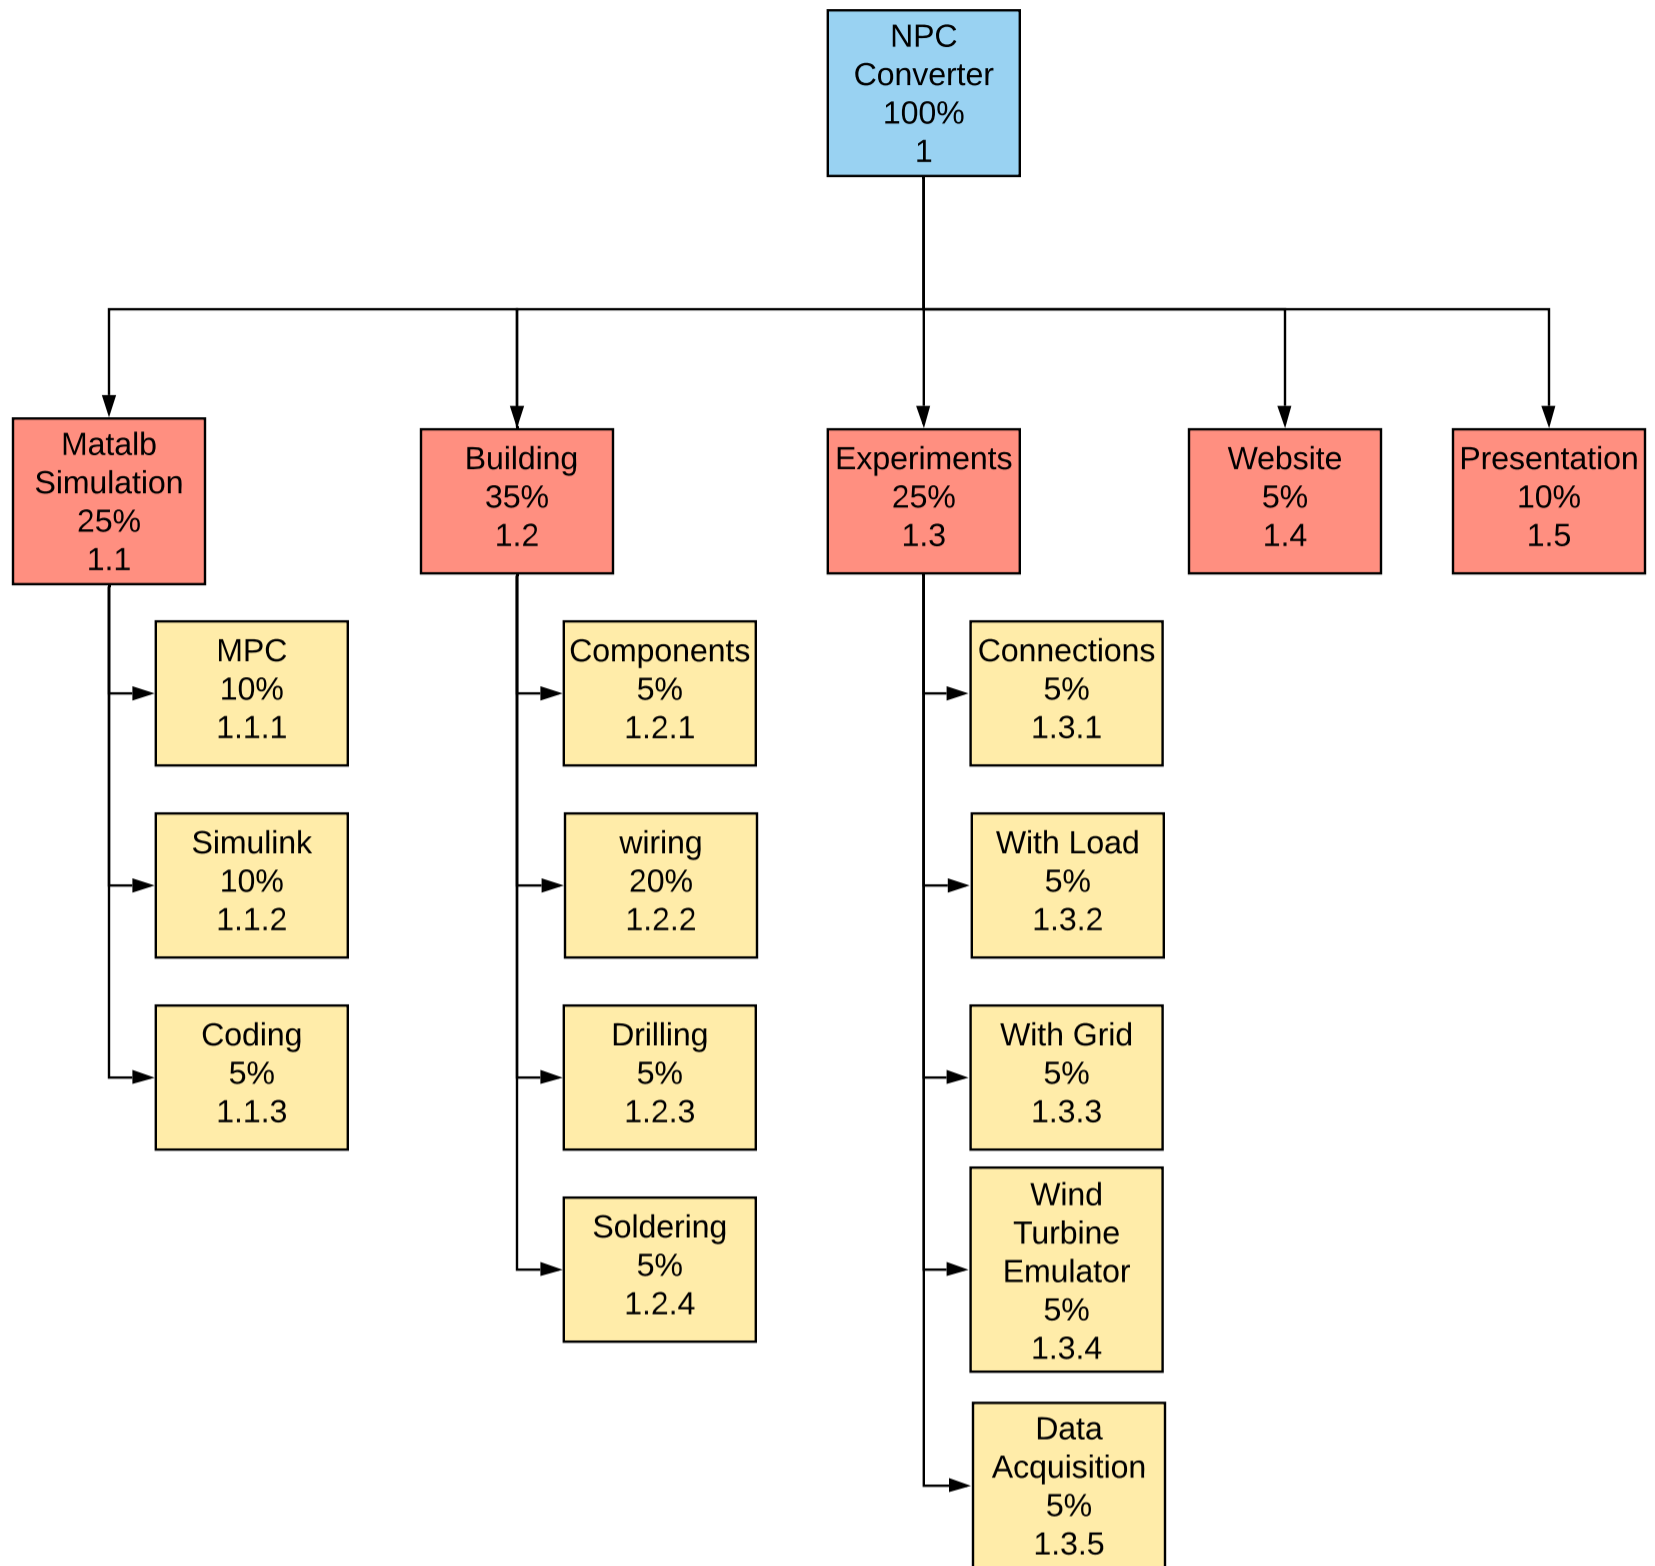 NPC
Converter
100%
1
Matalb
Simulation
25%
1.1
Building
35%
1.2
Experiments
25%
1.3
Website
5%
1.4
Presentation
10%
1.5
MPC
10%
1.1.1
Simulink
10%
1.1.2
Coding
5%
1.1.3
Components
5%
1.2.1
wiring
20%
1.2.2
Drilling
5%
1.2.3
Soldering
5%
1.2.4
Connections
5%
1.3.1
With Load
5%
1.3.2
With Grid
5%
1.3.3
Wind
Turbine
Emulator
5%
1.3.4
Data
Acquisition
5%
1.3.5